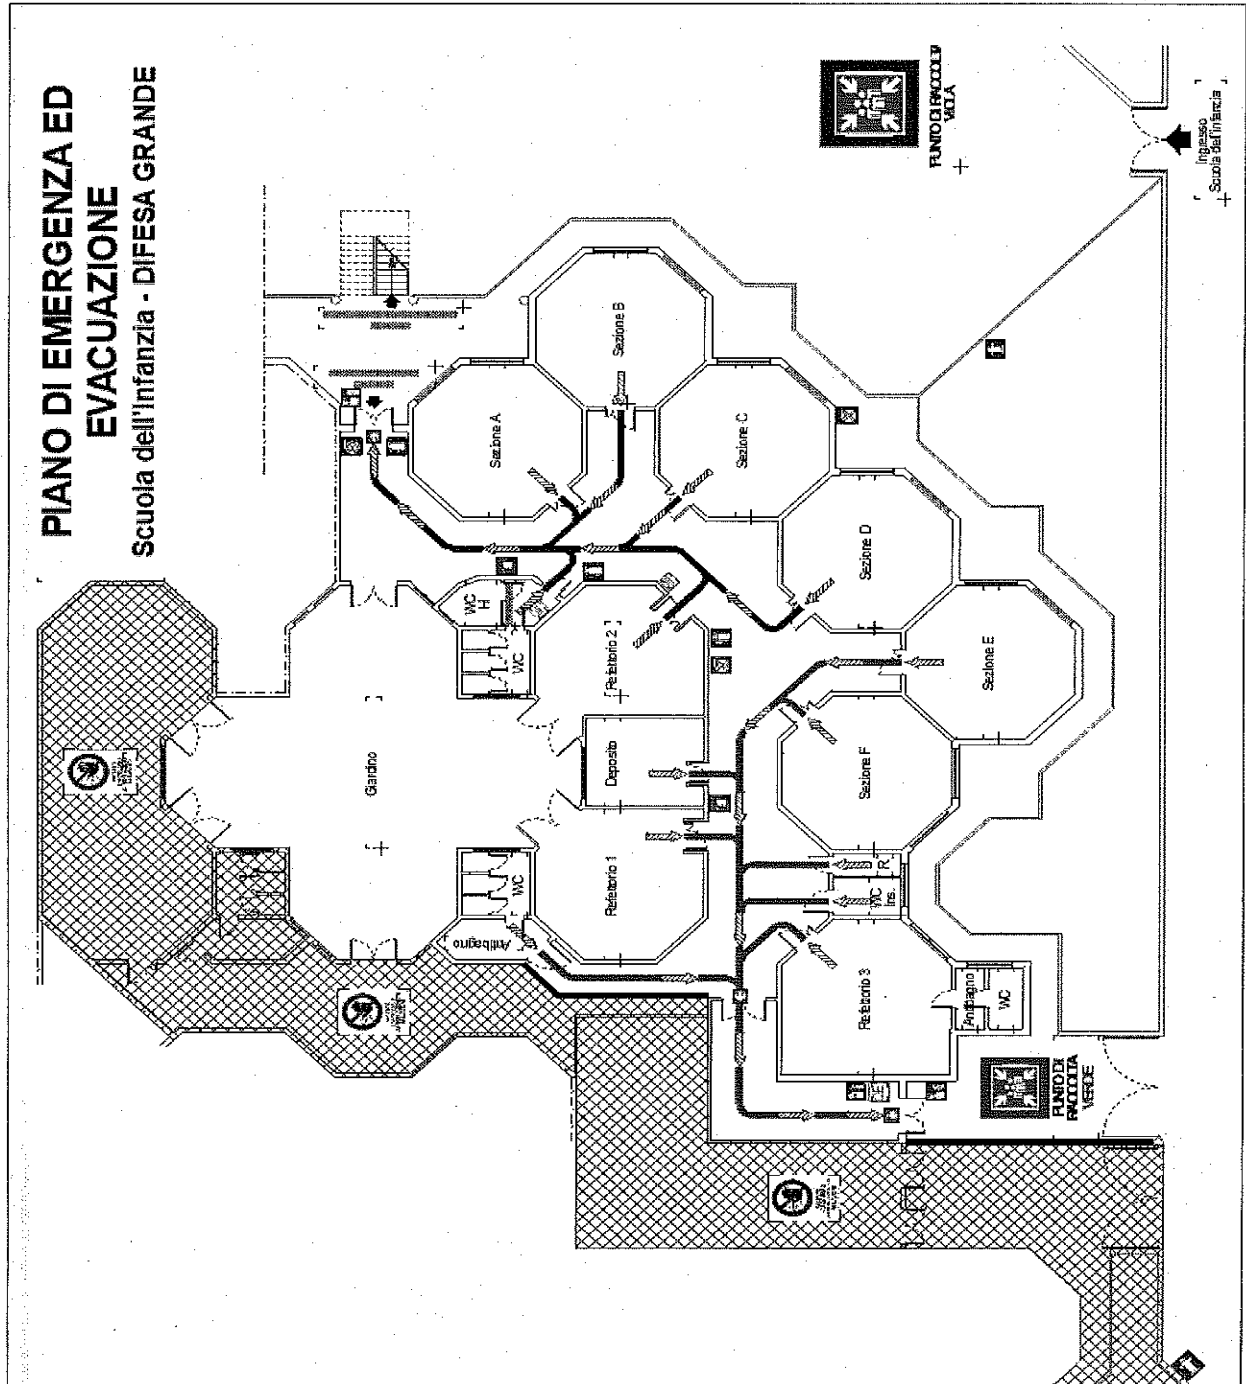 PIANO DI EMERGENZA ED
EVACUAZIONE
Scuola dell'Infanzia - DIFESA GRANDE
PUNTO DI RACCOLTA
VIOLA
Ingresso
Scuola dell'infanzia
Sezione A
Sezione B
Sezione C
Sezione D
Sezione E
Sezione F
WC
H
WC
Refettorio 2
Deposito
Giardino
Refettorio 1
WC
Antibagno
R
WC
Ins.
Refettorio 3
Antibagno
WC
PUNTO DI
RACCOLTA
VERDE